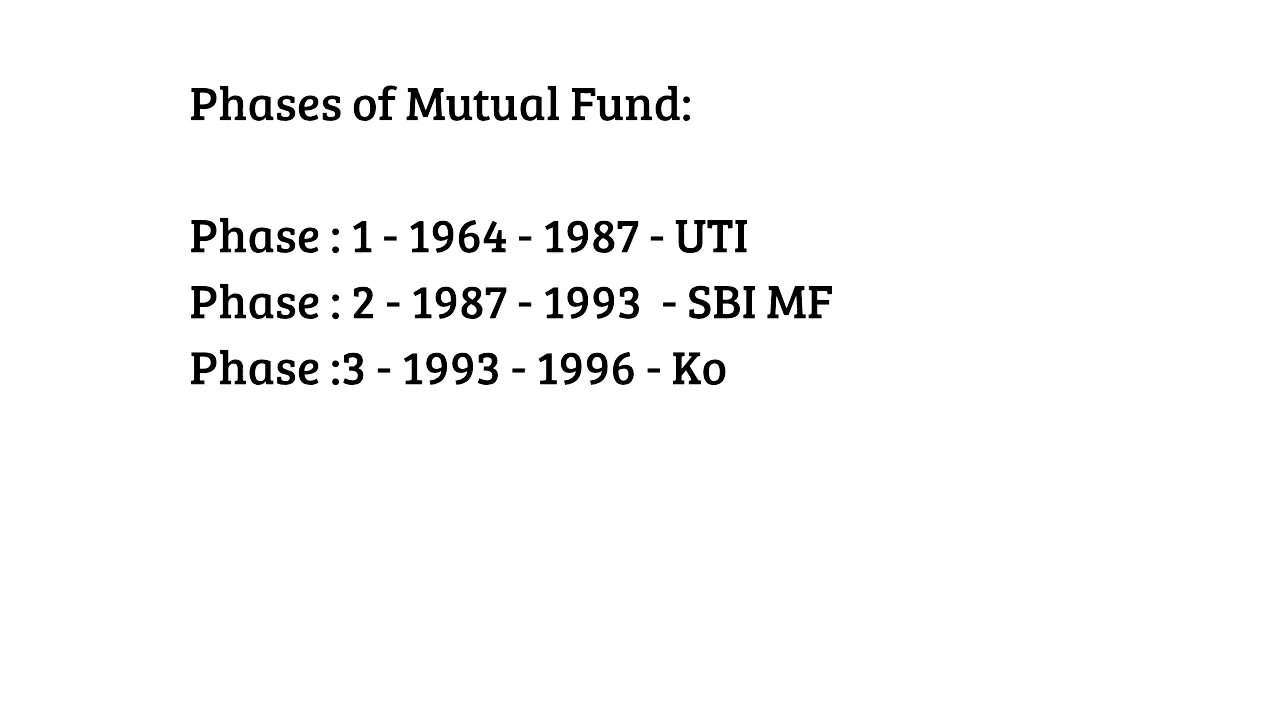 Phases of Mutual Fund:
Phase : 1 - 1964 - 1987 - UTI
Phase : 2 - 1987 - 1993  - SBI MF
Phase :3 - 1993 - 1996 - Ko